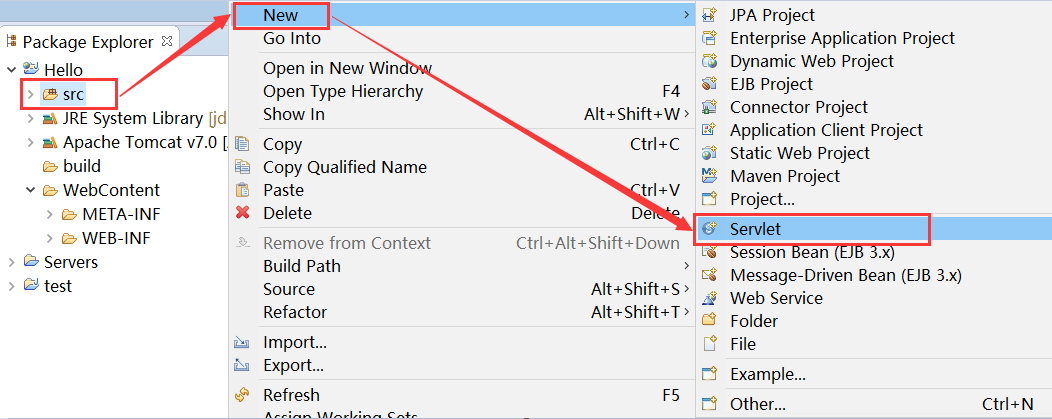 Package Explorer
Hello
src
JRE System Library [jd
Apache Tomcat v7.0 [
build
WebContent
META-INF
WEB-INF
Servers
test
New
Go Into
Open in New Window
Open Type Hierarchy F4
Show In Alt+Shift+W
Copy Ctrl+C
Copy Qualified Name
Paste Ctrl+V
Delete Delete
Remove from Context Ctrl+Alt+Shift+Down
Build Path
Source Alt+Shift+S
Refactor Alt+Shift+T
Import...
Export...
Refresh F5
Assign Working Sets
JPA Project
Enterprise Application Project
Dynamic Web Project
EJB Project
Connector Project
Application Client Project
Static Web Project
Maven Project
Project...
Servlet
Session Bean (EJB 3.x)
Message-Driven Bean (EJB 3.x)
Web Service
Folder
File
Example...
Other... Ctrl+N